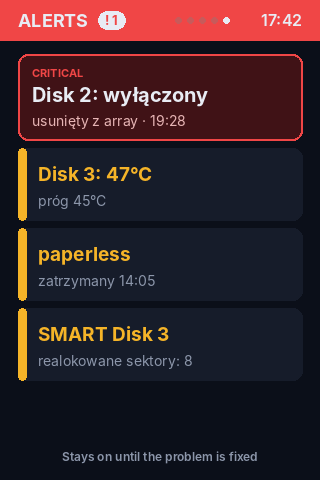 ALERTS !1 17:42
CRITICAL
Disk 2: wyłączony
usunięty z array · 19:28
Disk 3: 47°C
próg 45°C
paperless
zatrzymany 14:05
SMART Disk 3
realokowane sektory: 8
Stays on until the problem is fixed